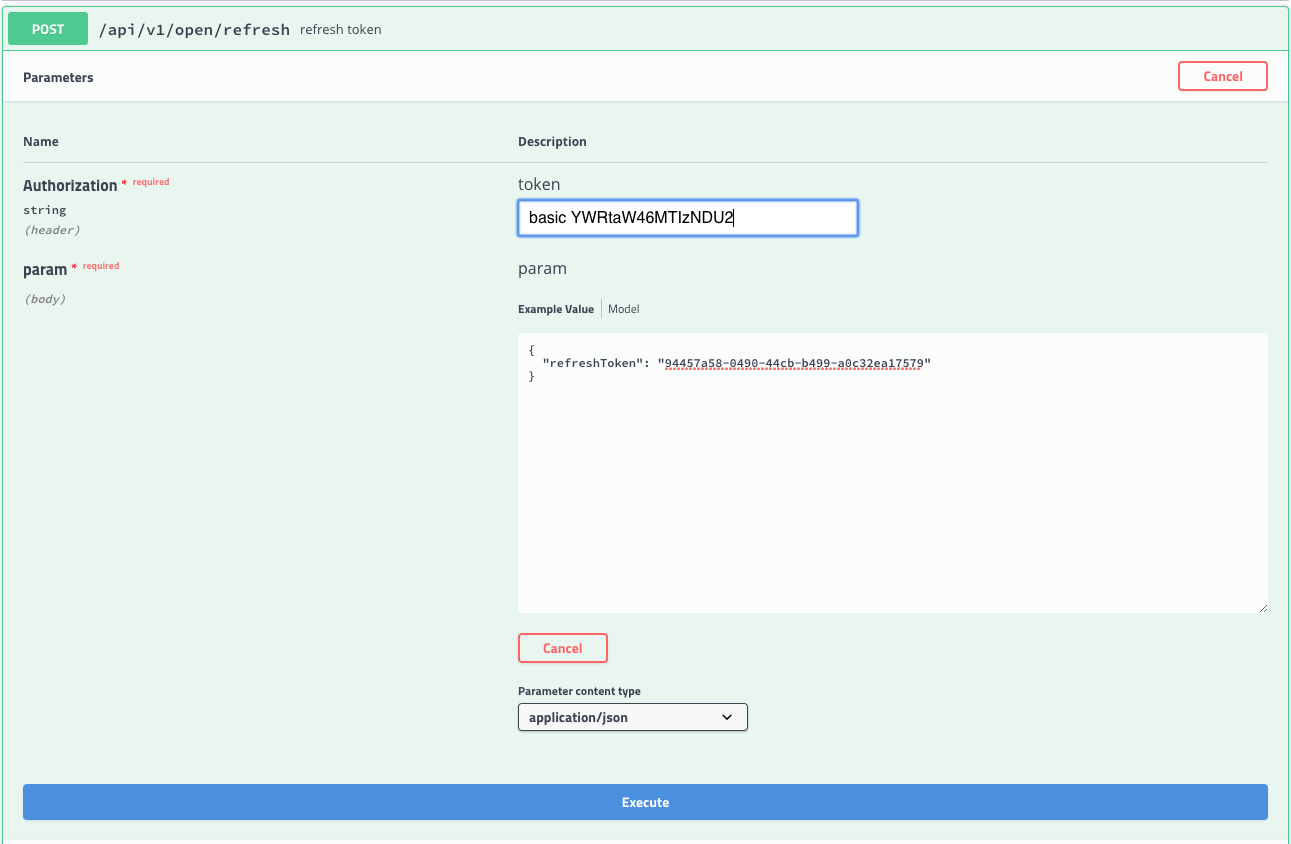 POST /api/v1/open/refresh refresh token
Parameters Cancel
Name Description
Authorization * required
string
(header)
token
basic YWRtaW46MTIzNDU2
param * required
(body)
param
Example Value Model
{
"refreshToken": "94457a58-0490-44cb-b499-a0c32ea17579"
}
Cancel
Parameter content type
application/json
Execute